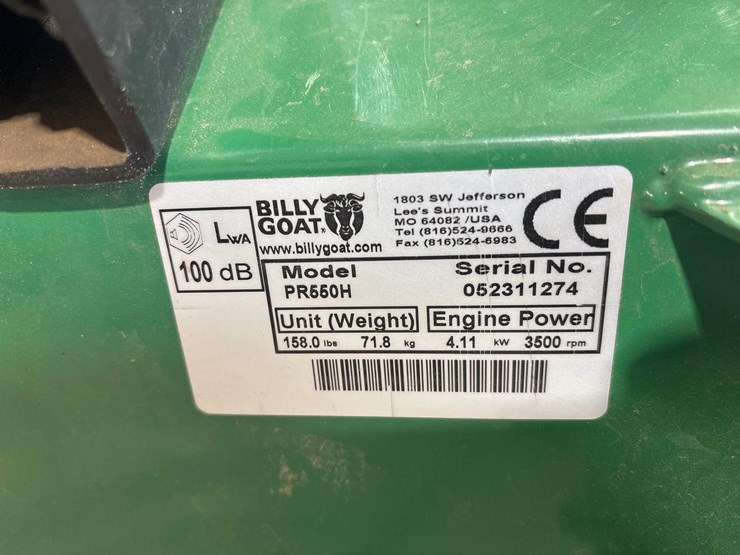 LWA
100 dB
BILLY
GOAT®
www.billygoat.com
1803 SW Jefferson
Lee's Summit
MO 64082 /USA
Tel (816)524-9666
Fax (816)524-6983
CE
Model Serial No.
PR550H 052311274
Unit (Weight) Engine Power
158.0 lbs 71.8 kg 4.11 kW 3500 rpm